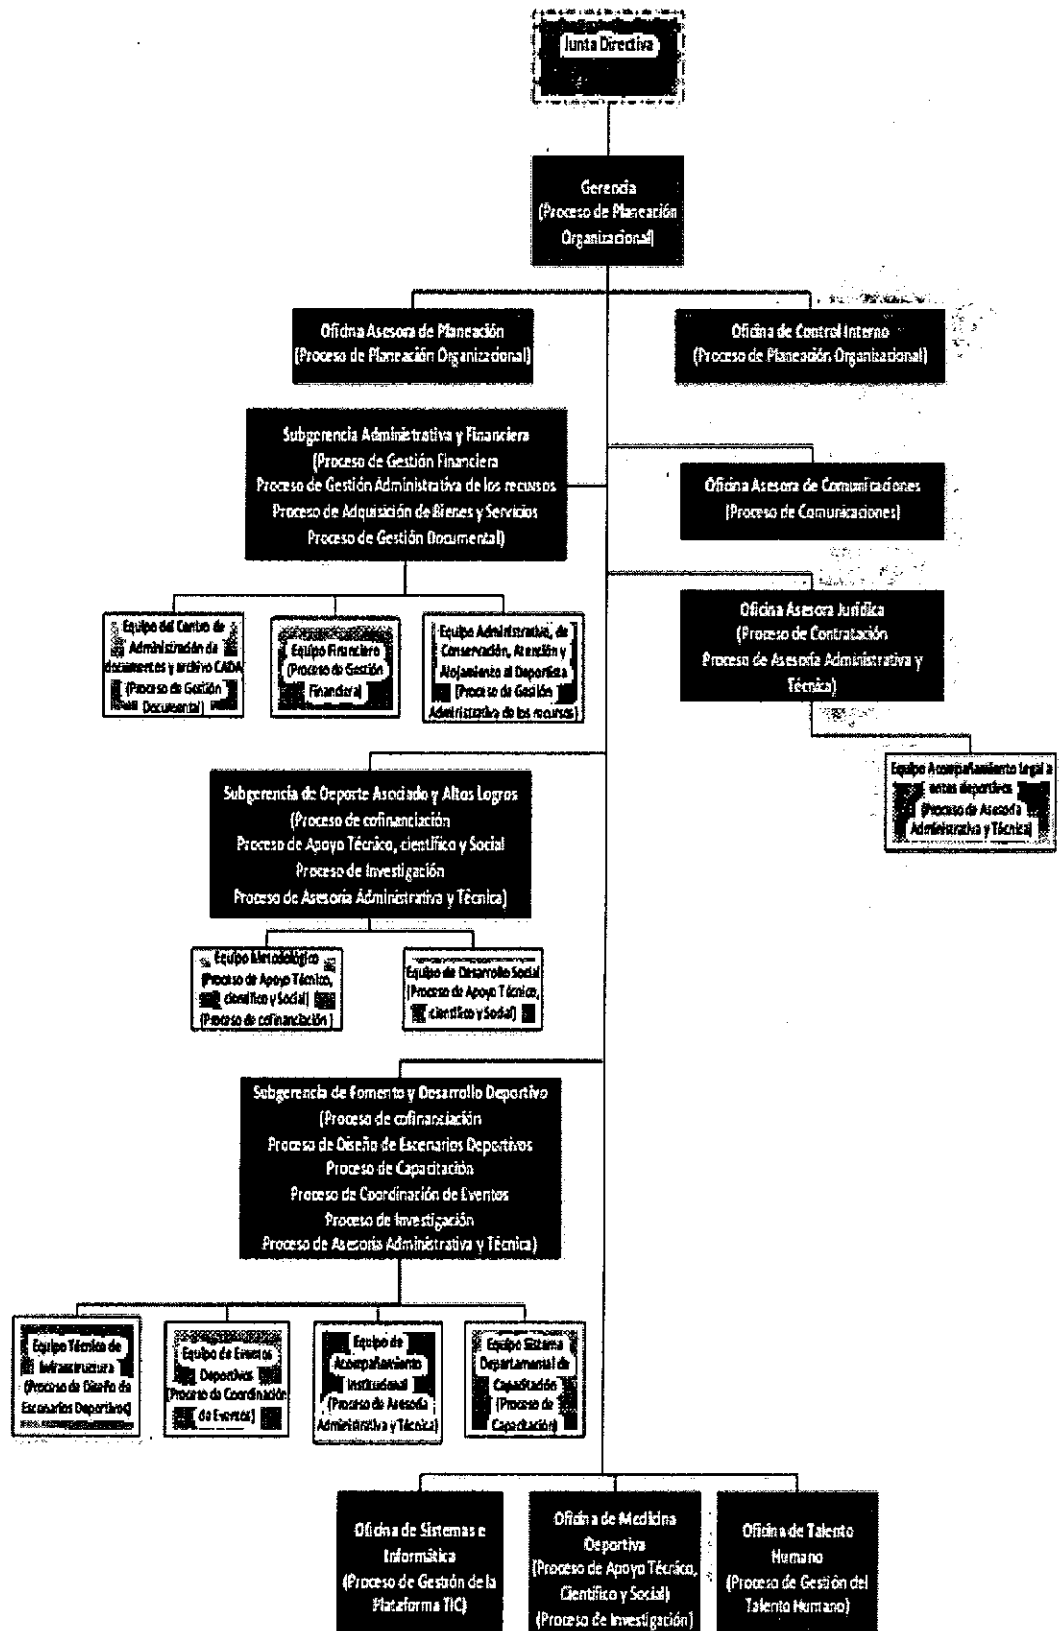 Junta Directiva
Gerencia
(Proceso de Planeación
Organizacional)
Oficina Asesora de Planeación
(Proceso de Planeación Organizacional)
Oficina de Control Interno
(Proceso de Planeación Organizacional)
Subgerencia Administrativa y Financiera
(Proceso de Gestión Financiera
Proceso de Gestión Administrativa de los recursos
Proceso de Adquisición de Bienes y Servicios
Proceso de Gestión Documental)
Oficina Asesora de Comunicaciones
(Proceso de Comunicaciones)
Oficina Asesora Jurídica
(Proceso de Contratación
Proceso de Asesoría Administrativa y
Técnica)
Equipo del Centro de
Administración de
documentos y archivo CADA
(Proceso de Gestión
Documental)
Equipo Financiero
(Proceso de Gestión
Financiera)
Equipo Administrativo, de
Conservación, Atención y
Alojamiento al Deportista
(Proceso de Gestión
Administrativa de los recursos)
Equipo Acompañamiento Legal a
entes deportivos
(Proceso de Asesoría
Administrativa y Técnica)
Subgerencia de Deporte Asociado y Altos Logros
(Proceso de cofinanciación
Proceso de Apoyo Técnico, científico y Social
Proceso de Investigación
Proceso de Asesoría Administrativa y Técnica)
Equipo Metodológico
(Proceso de Apoyo Técnico,
científico y Social)
(Proceso de cofinanciación )
Equipo de Desarrollo Social
(Proceso de Apoyo Técnico,
científico y Social)
Subgerencia de Fomento y Desarrollo Deportivo
(Proceso de cofinanciación
Proceso de Diseño de Escenarios Deportivos
Proceso de Capacitación
Proceso de Coordinación de Eventos
Proceso de Investigación
Proceso de Asesoría Administrativa y Técnica)
Equipo Técnico de
Infraestructura
(Proceso de Diseño de
Escenarios Deportivos)
Equipo de Eventos
Deportivos
(Proceso de Coordinación
de Eventos)
Equipo de
Acompañamiento
Institucional
(Proceso de Asesoría
Administrativa y Técnica)
Equipo Sistema
Departamental de
Capacitación
(Proceso de
Capacitación)
Oficina de Sistemas e
Informática
(Proceso de Gestión de la
Plataforma TIC)
Oficina de Medicina
Deportiva
(Proceso de Apoyo Técnico,
Científico y Social)
(Proceso de Investigación)
Oficina de Talento
Humano
(Proceso de Gestión del
Talento Humano)